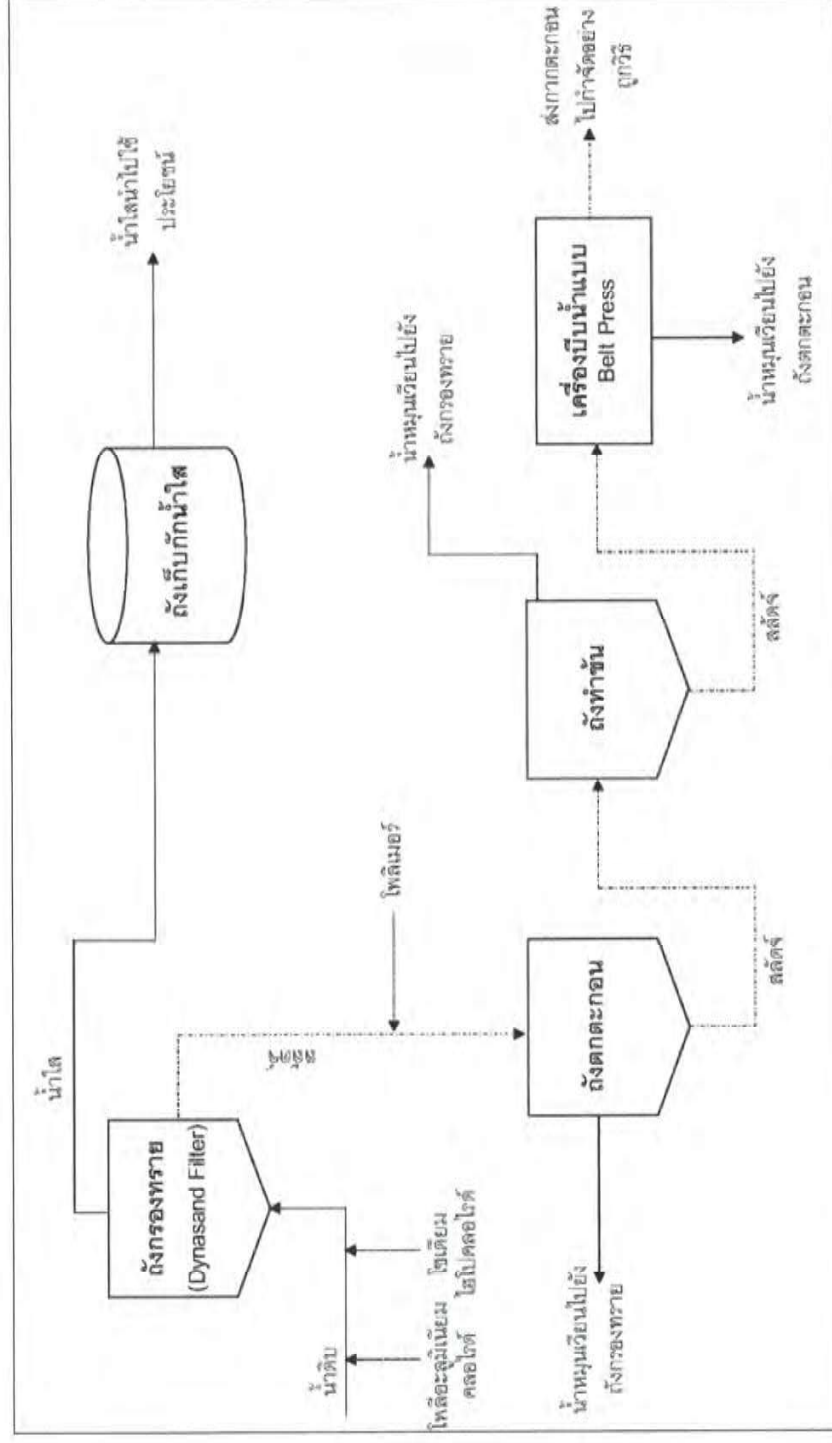 น้ำใส
ถังกรองทราย
(Dynasand Filter)
น้ำดิบ
โพลีอะลูมิเนียม
คลอไรด์
โซเดียม
ไฮโปคลอไรด์
สลัดจ์
โพลิเมอร์
ถังเก็บกักน้ำใส
น้ำใสนำไปใช้
ประโยชน์
น้ำหมุนเวียนไปยัง
ถังกรองทราย
ถังตกตะกอน
สลัดจ์
ถังทำข้น
น้ำหมุนเวียนไปยัง
ถังกรองทราย
สลัดจ์
เครื่องบีบน้ำแบบ
Belt Press
น้ำหมุนเวียนไปยัง
ถังตกตะกอน
ส่งกากตะกอน
ไปกำจัดอย่าง
ถูกวิธี